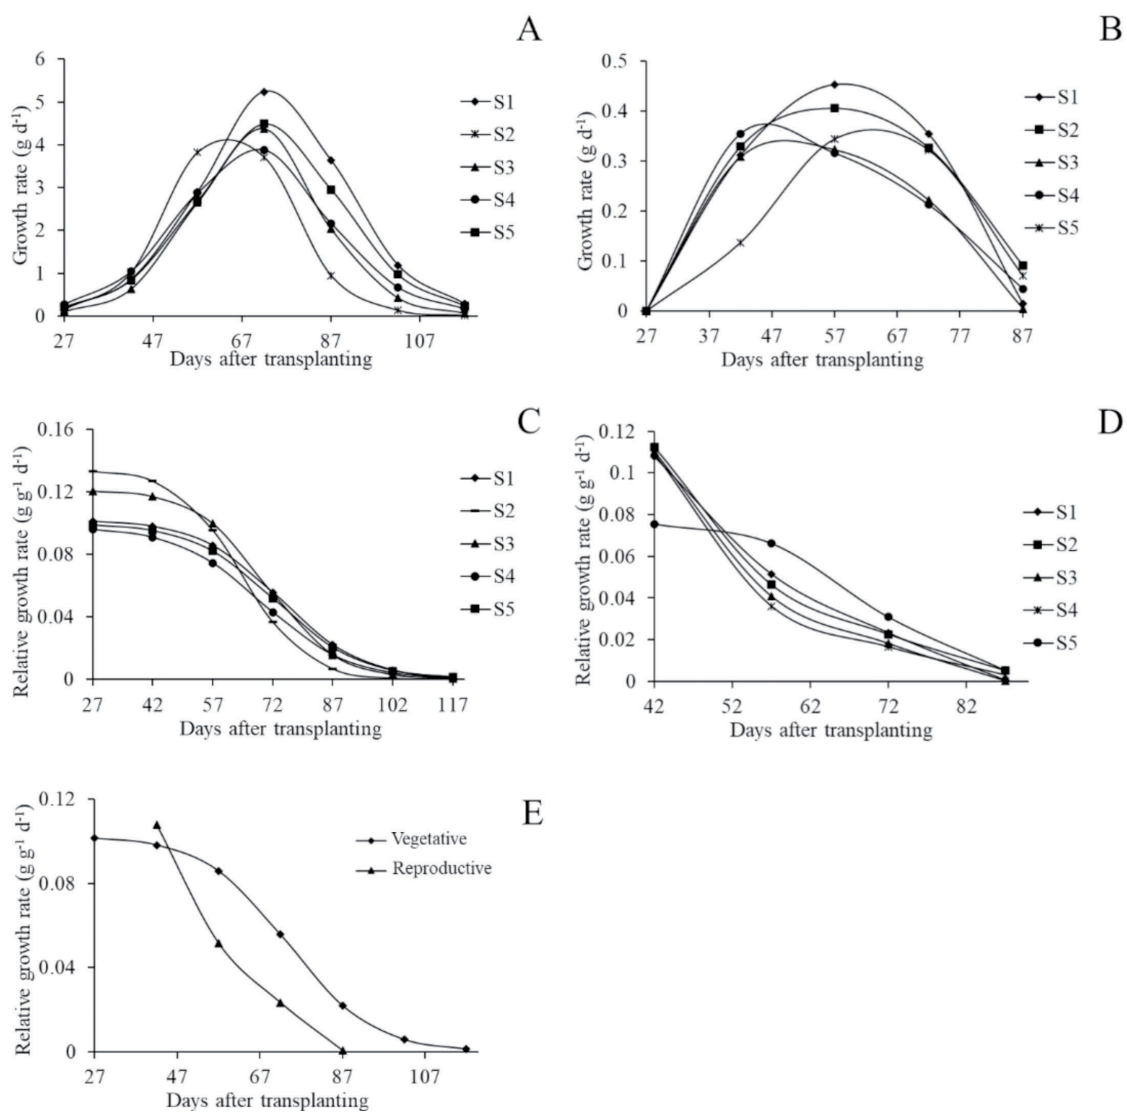 A
Growth rate (g d-1)
6
5
4
3
2
1
0
27 47 67 87 107
Days after transplanting
S1
S2
S3
S4
S5
B
Growth rate (g d-1)
0.5
0.4
0.3
0.2
0.1
0
27 37 47 57 67 77 87
Days after transplanting
S1
S2
S3
S4
S5
C
Relative growth rate (g g-1 d-1)
0.16
0.12
0.08
0.04
0
27 42 57 72 87 102 117
Days after transplanting
S1
S2
S3
S4
S5
D
Relative growth rate (g g-1 d-1)
0.12
0.1
0.08
0.06
0.04
0.02
0
42 52 62 72 82
Days after transplanting
S1
S2
S3
S4
S5
E
Relative growth rate (g g-1 d-1)
0.12
0.08
0.04
0
27 47 67 87 107
Days after transplanting
Vegetative
Reproductive